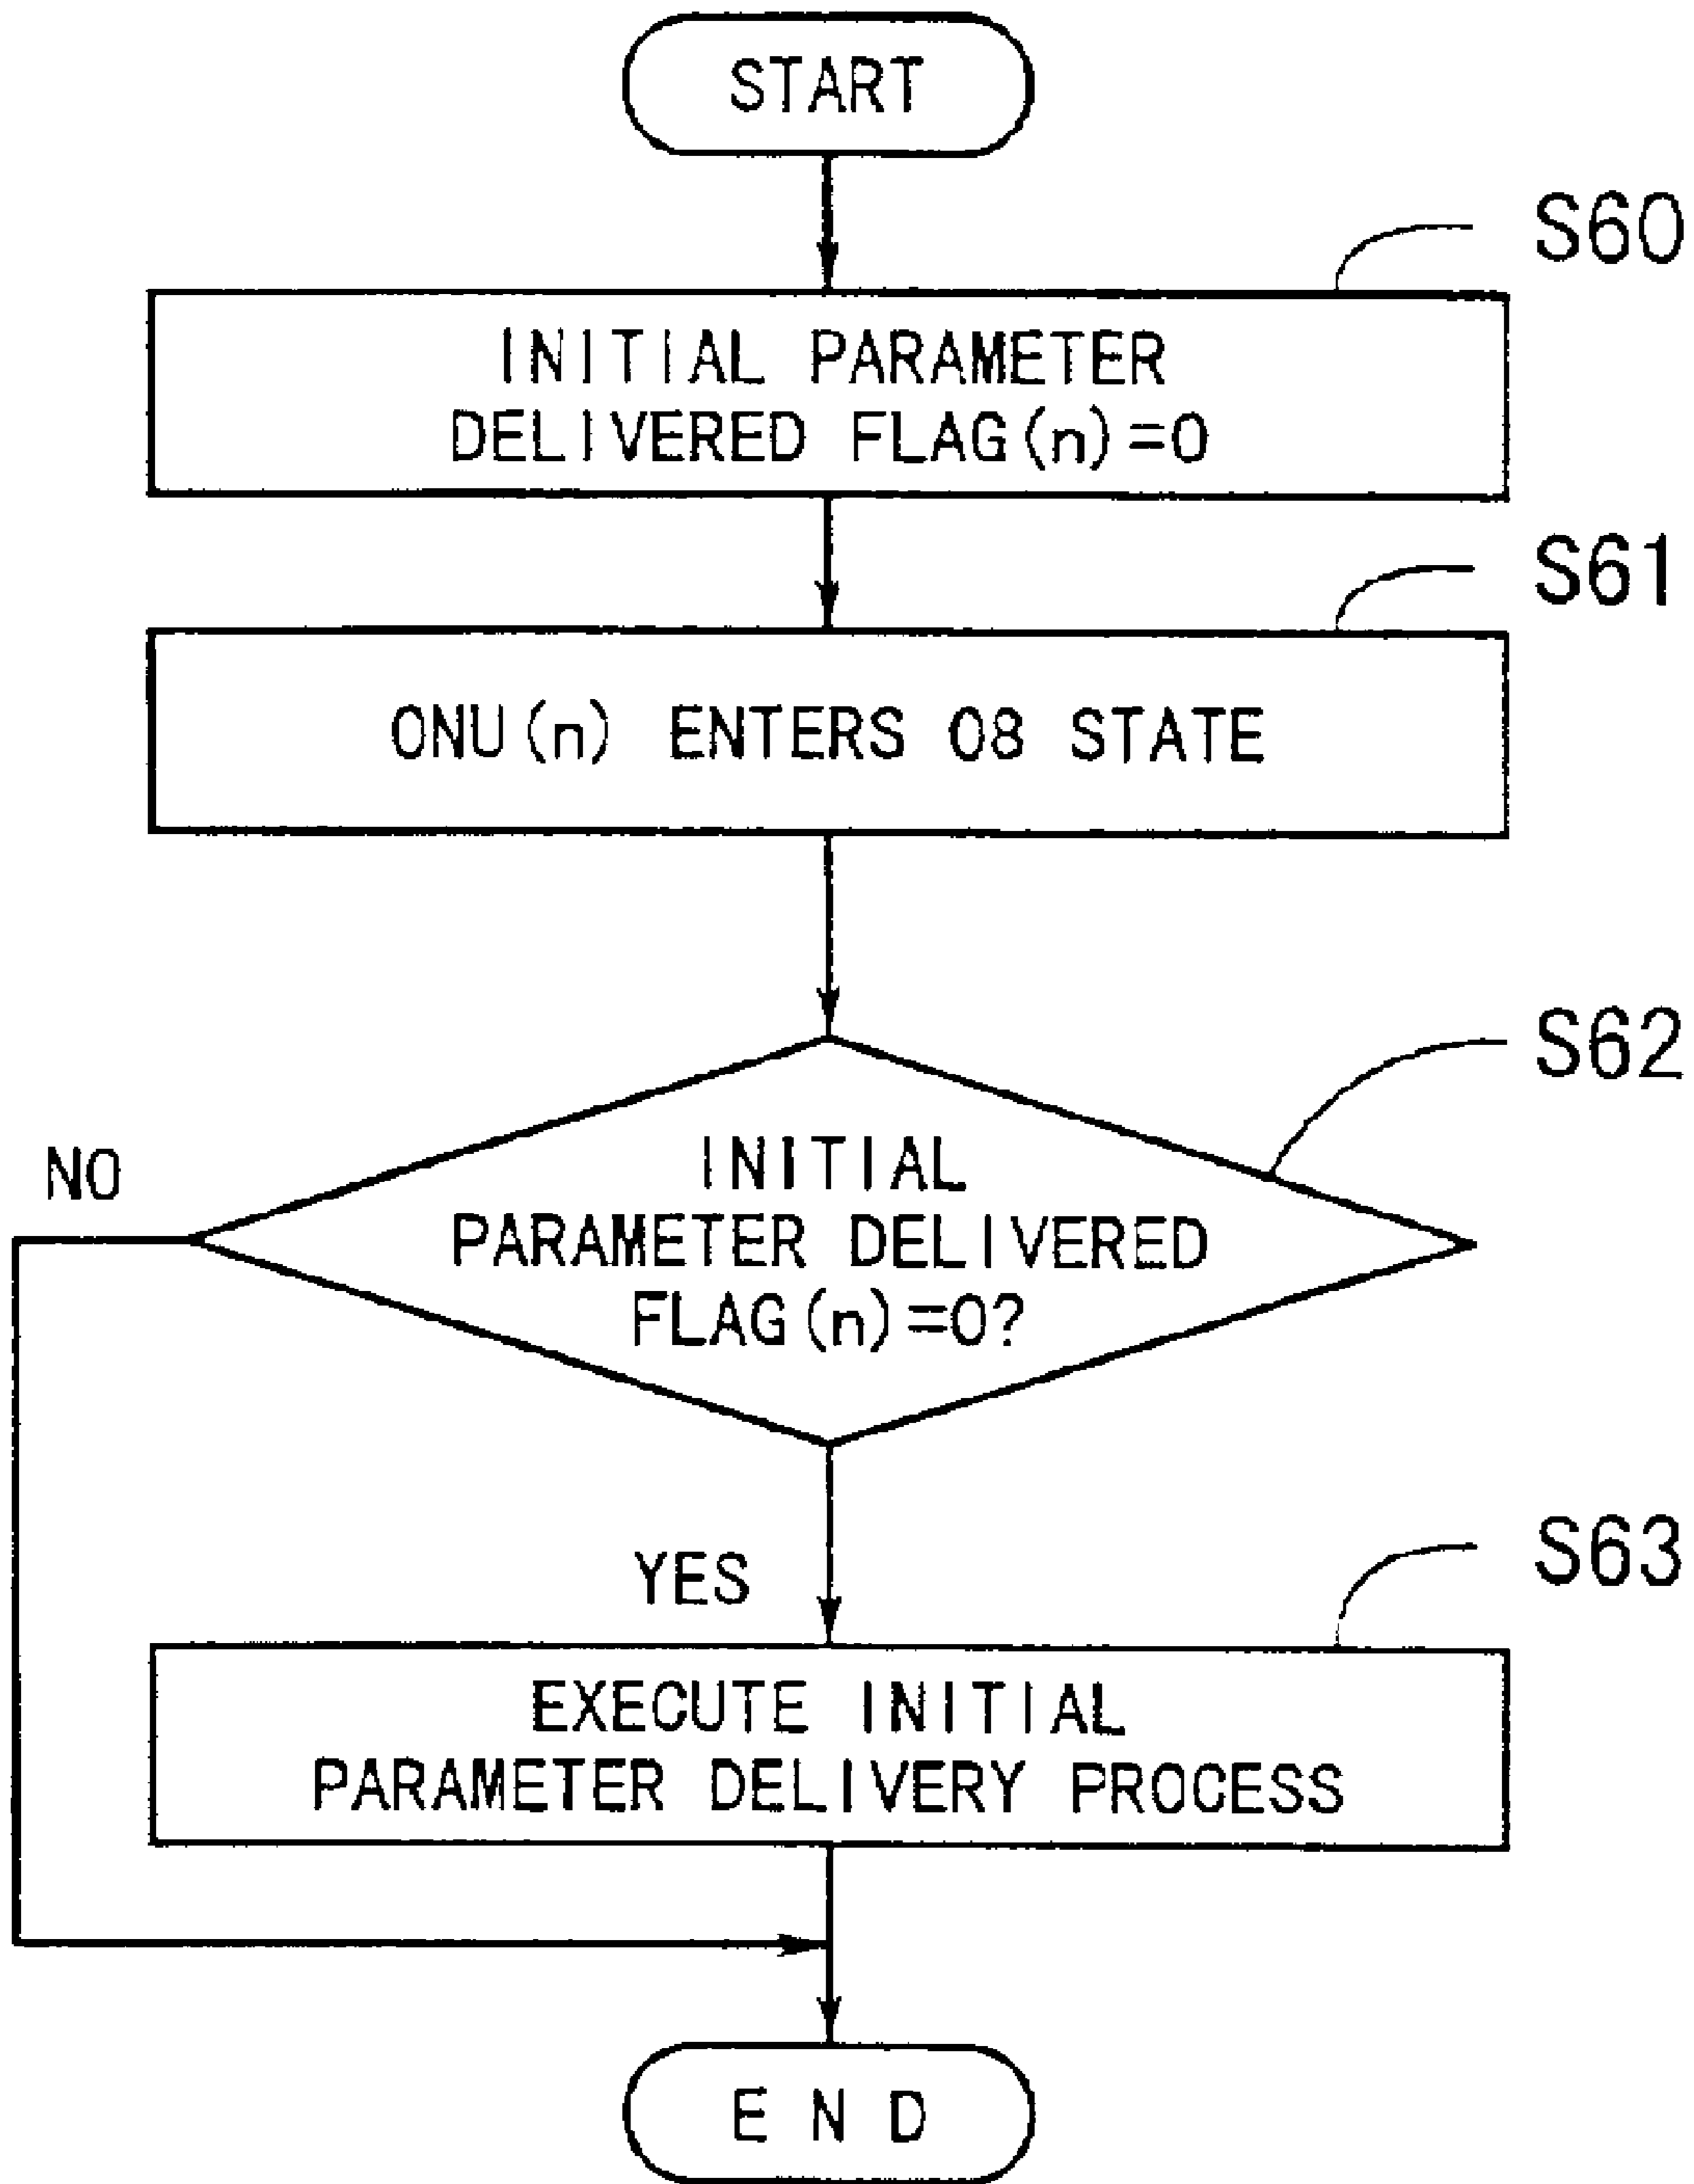 START
S60
INITIAL PARAMETER
DELIVERED FLAG(n)=0
S61
ONU(n) ENTERS O8 STATE
S62
NO
INITIAL
PARAMETER DELIVERED
FLAG(n)=0?
YES
S63
EXECUTE INITIAL
PARAMETER DELIVERY PROCESS
END